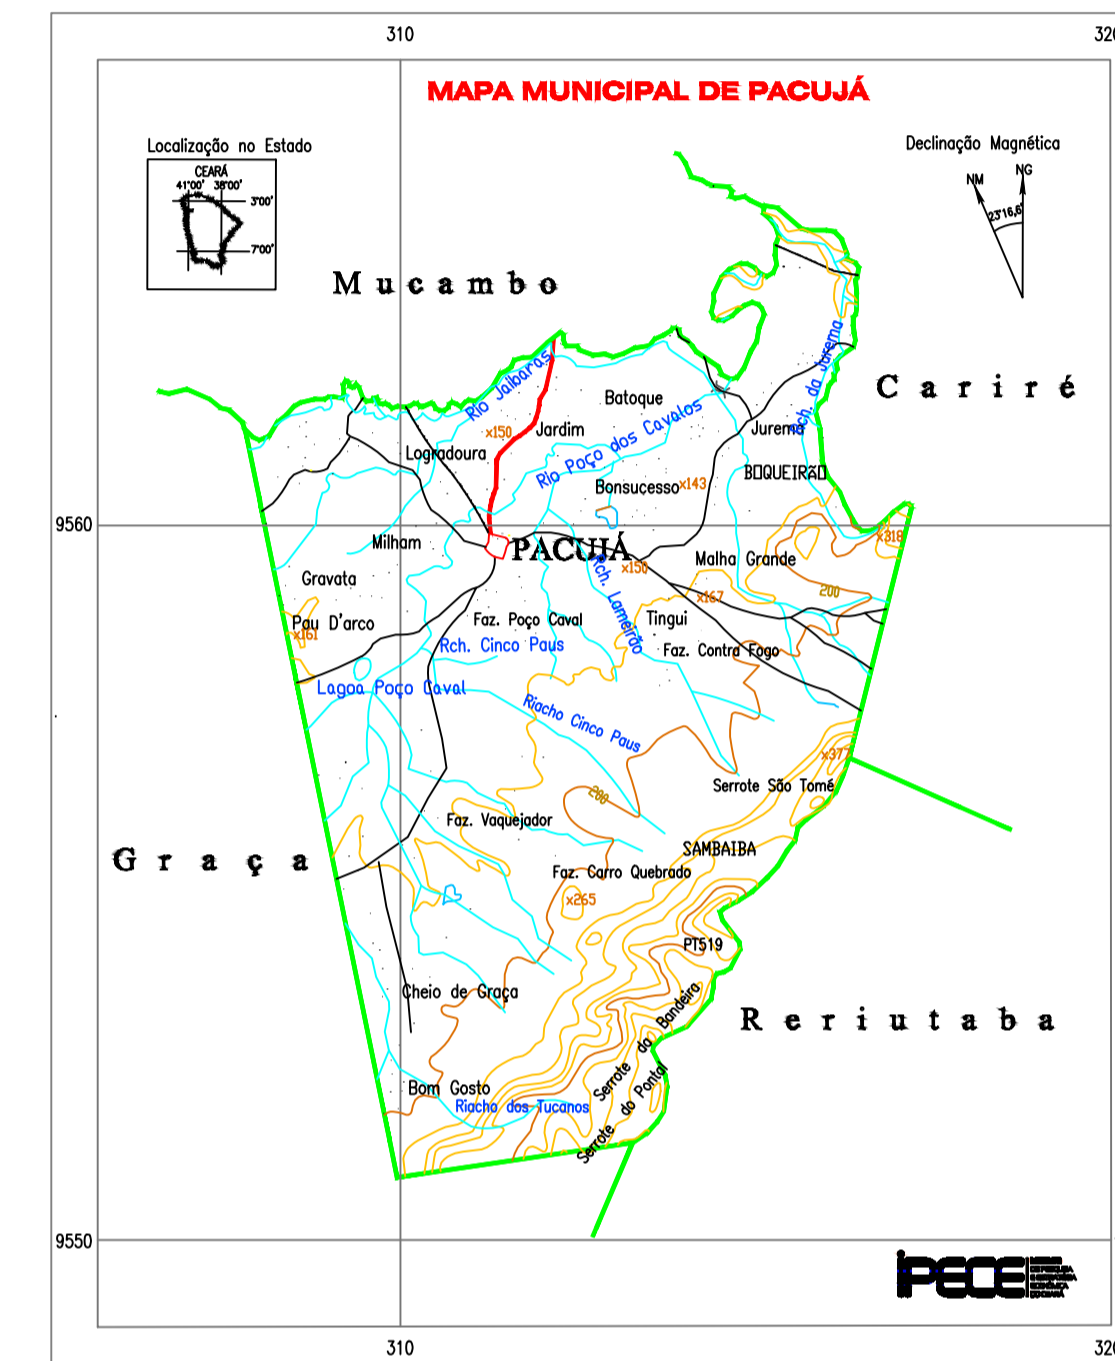 310
320
MAPA MUNICIPAL DE PACUJÁ
Localização no Estado
CEARÁ
41°00' 38°00'
3°00'
7°00'
Declinação Magnética
NM
NG
23°16,6'
Mucambo
Cariré
Rch. da Jurema
Rio Jaibaras
Batoque
x150
Jardim
Rio Poço dos Cavalos
Jurema
Logradoura
BOQUEIRÃO
Bonsucesso
x143
9560
x318
Milham
PACUJÁ
Malha Grande
x150
Gravata
200
x167
Rch. Lameirão
Pau D'arco
x161
Faz. Poço Caval
Tingui
Rch. Cinco Paus
Faz. Contra Fogo
Lagoa Poço Caval
Riacho Cinco Paus
x377
Serrote São Tomé
200
Faz. Vaquejador
SAMBAIBA
Graça
Faz. Carro Quebrado
x265
PT519
Cheio de Graça
Reriutaba
Serrote da Bandeira
Bom Gosto
Riacho dos Tucanos
Serrote do Pontal
9550
iPECE
310
320